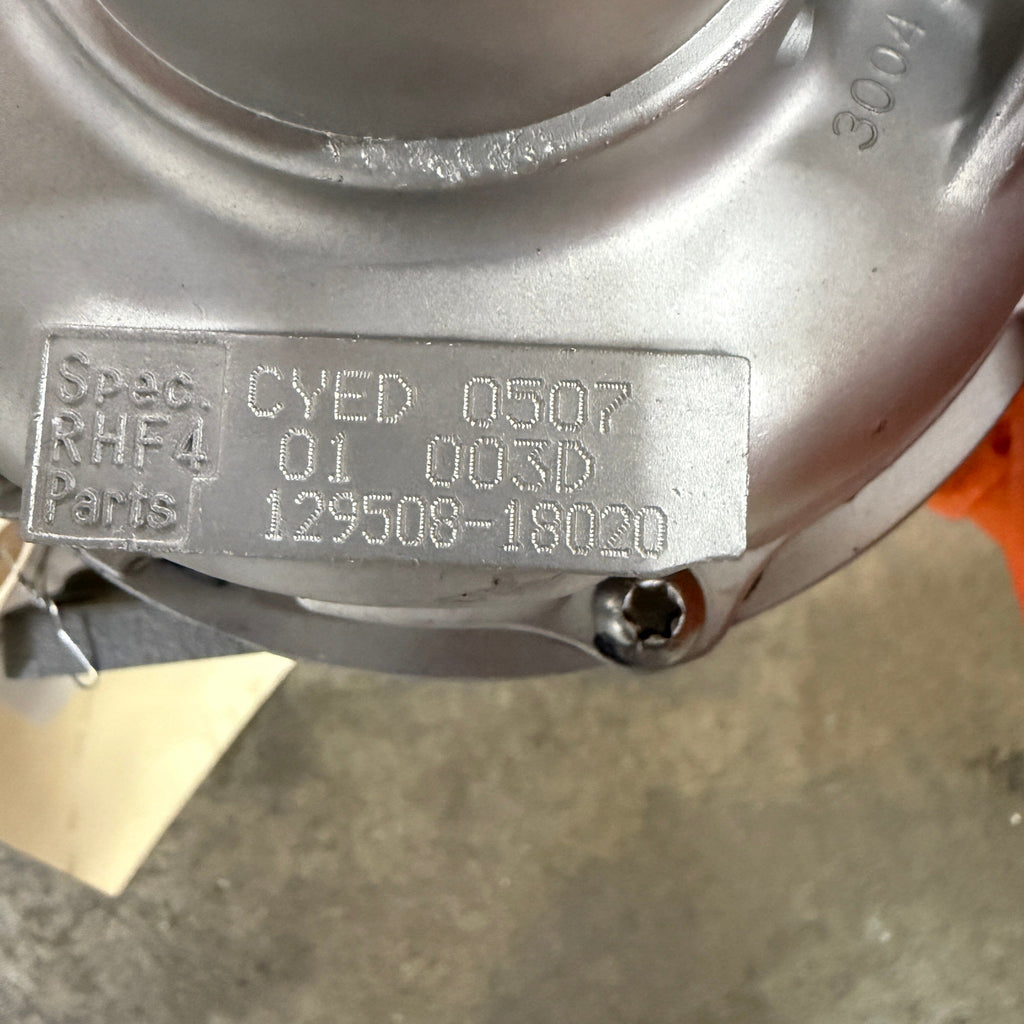 3004
Spec. CYED 0507
RHF4 01 003D
Parts 129508-18020